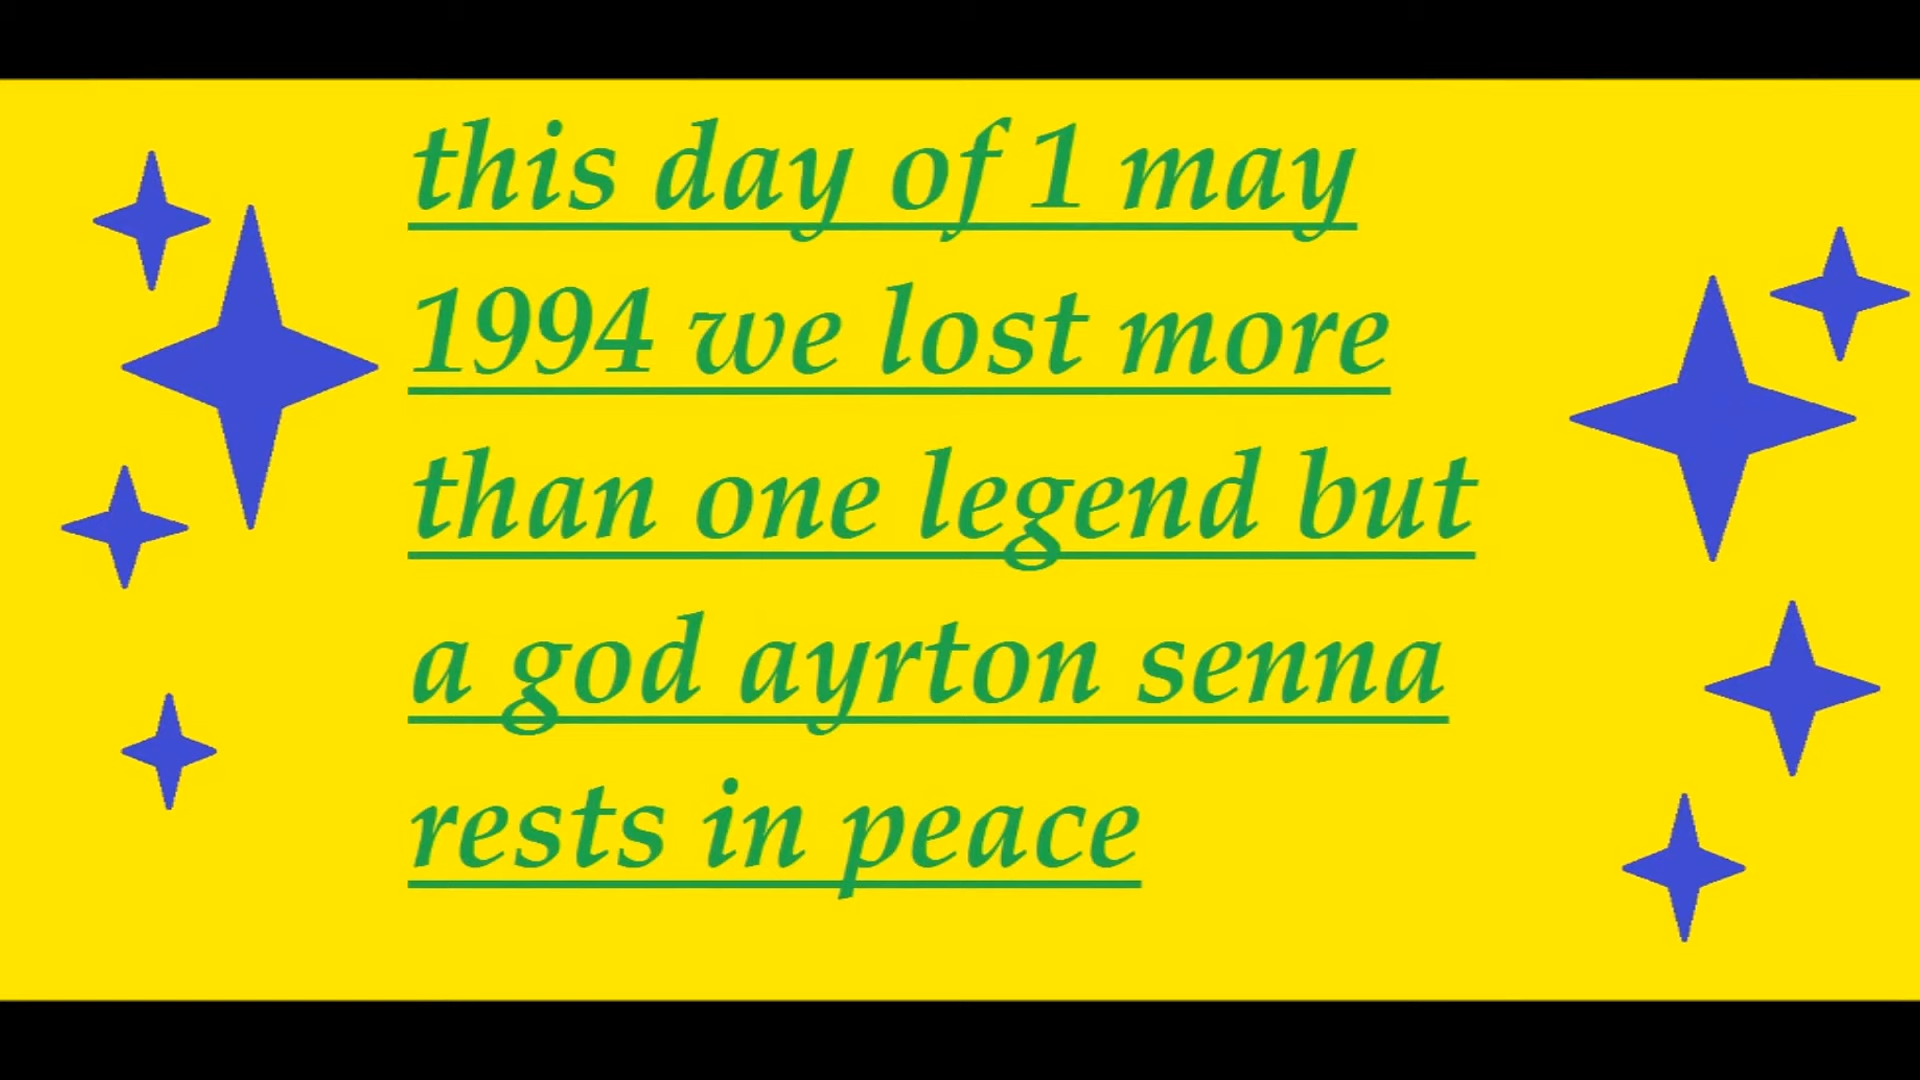 this day of 1 may
1994 we lost more
than one legend but
a god ayrton senna
rests in peace